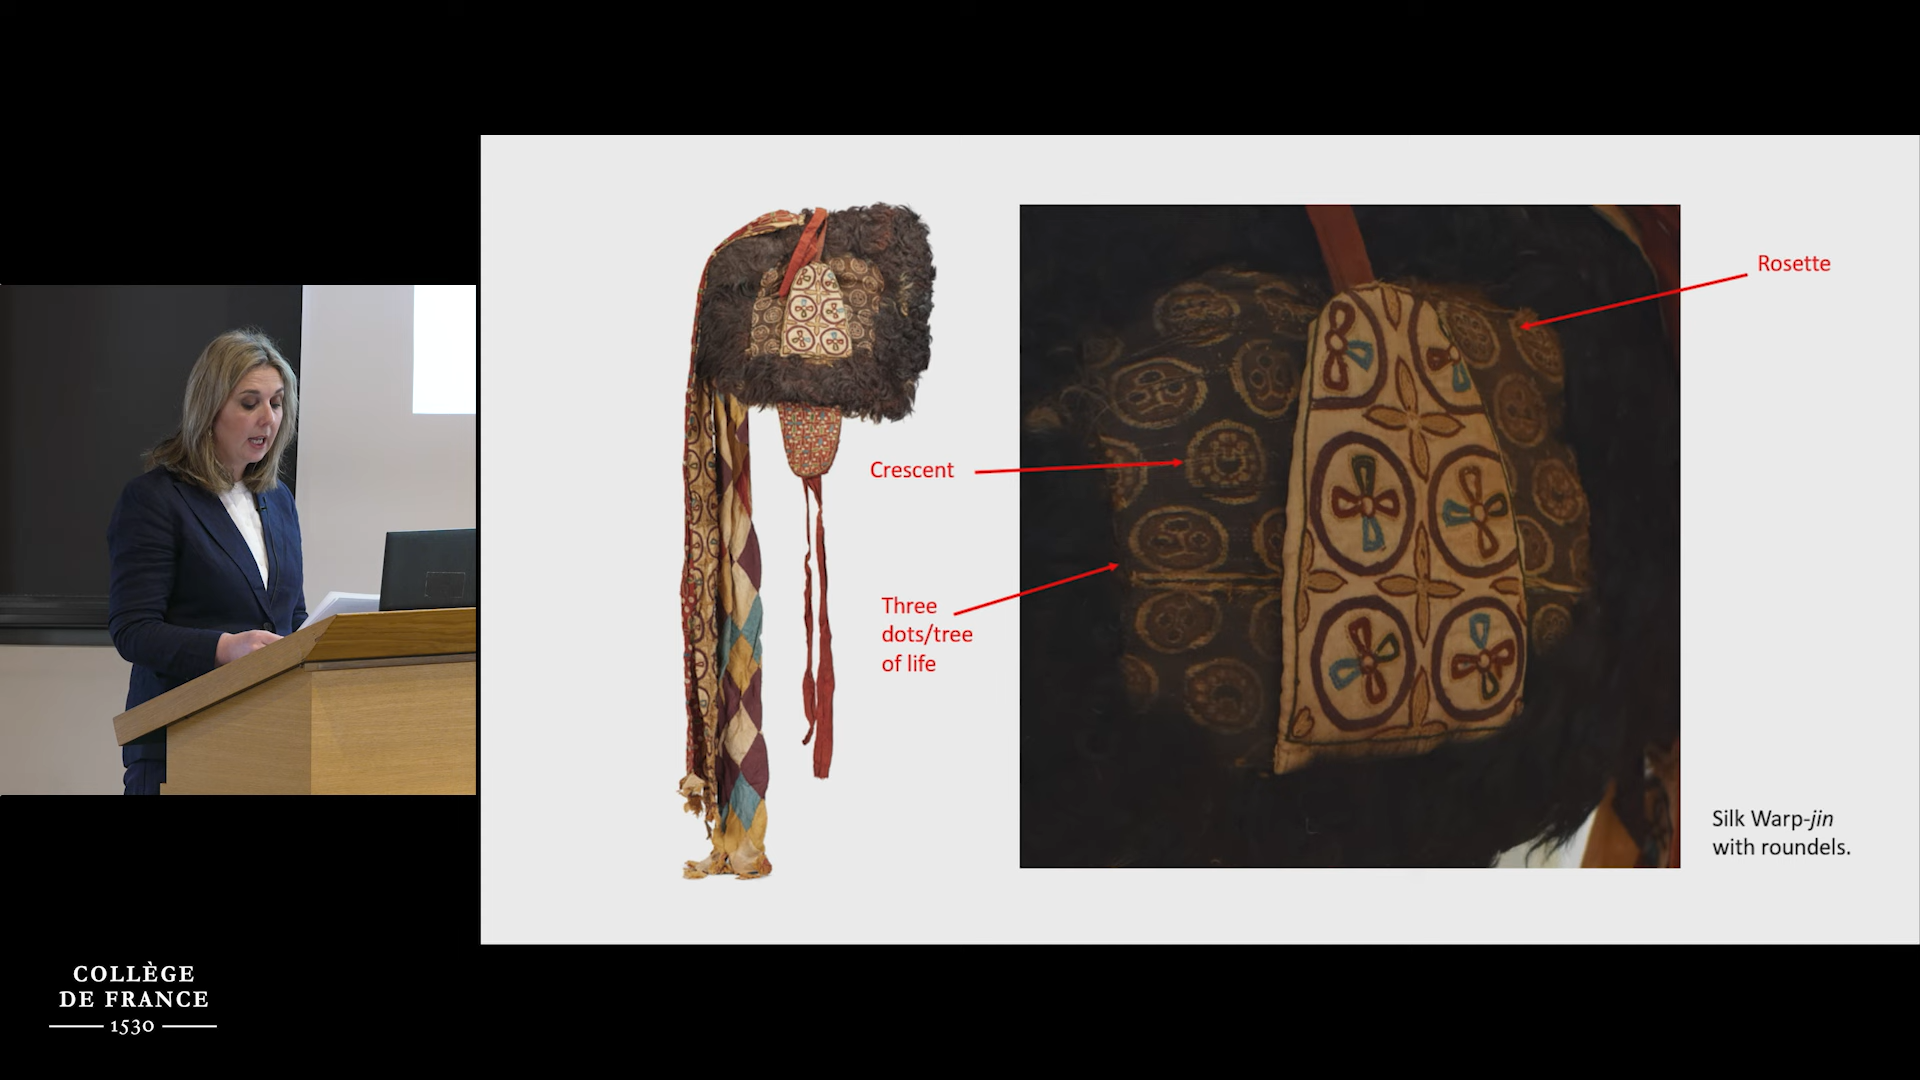 Rosette
Crescent
Three
dots/tree
of life
Silk Warp-jin
with roundels.
COLLÈGE
DE FRANCE
1530